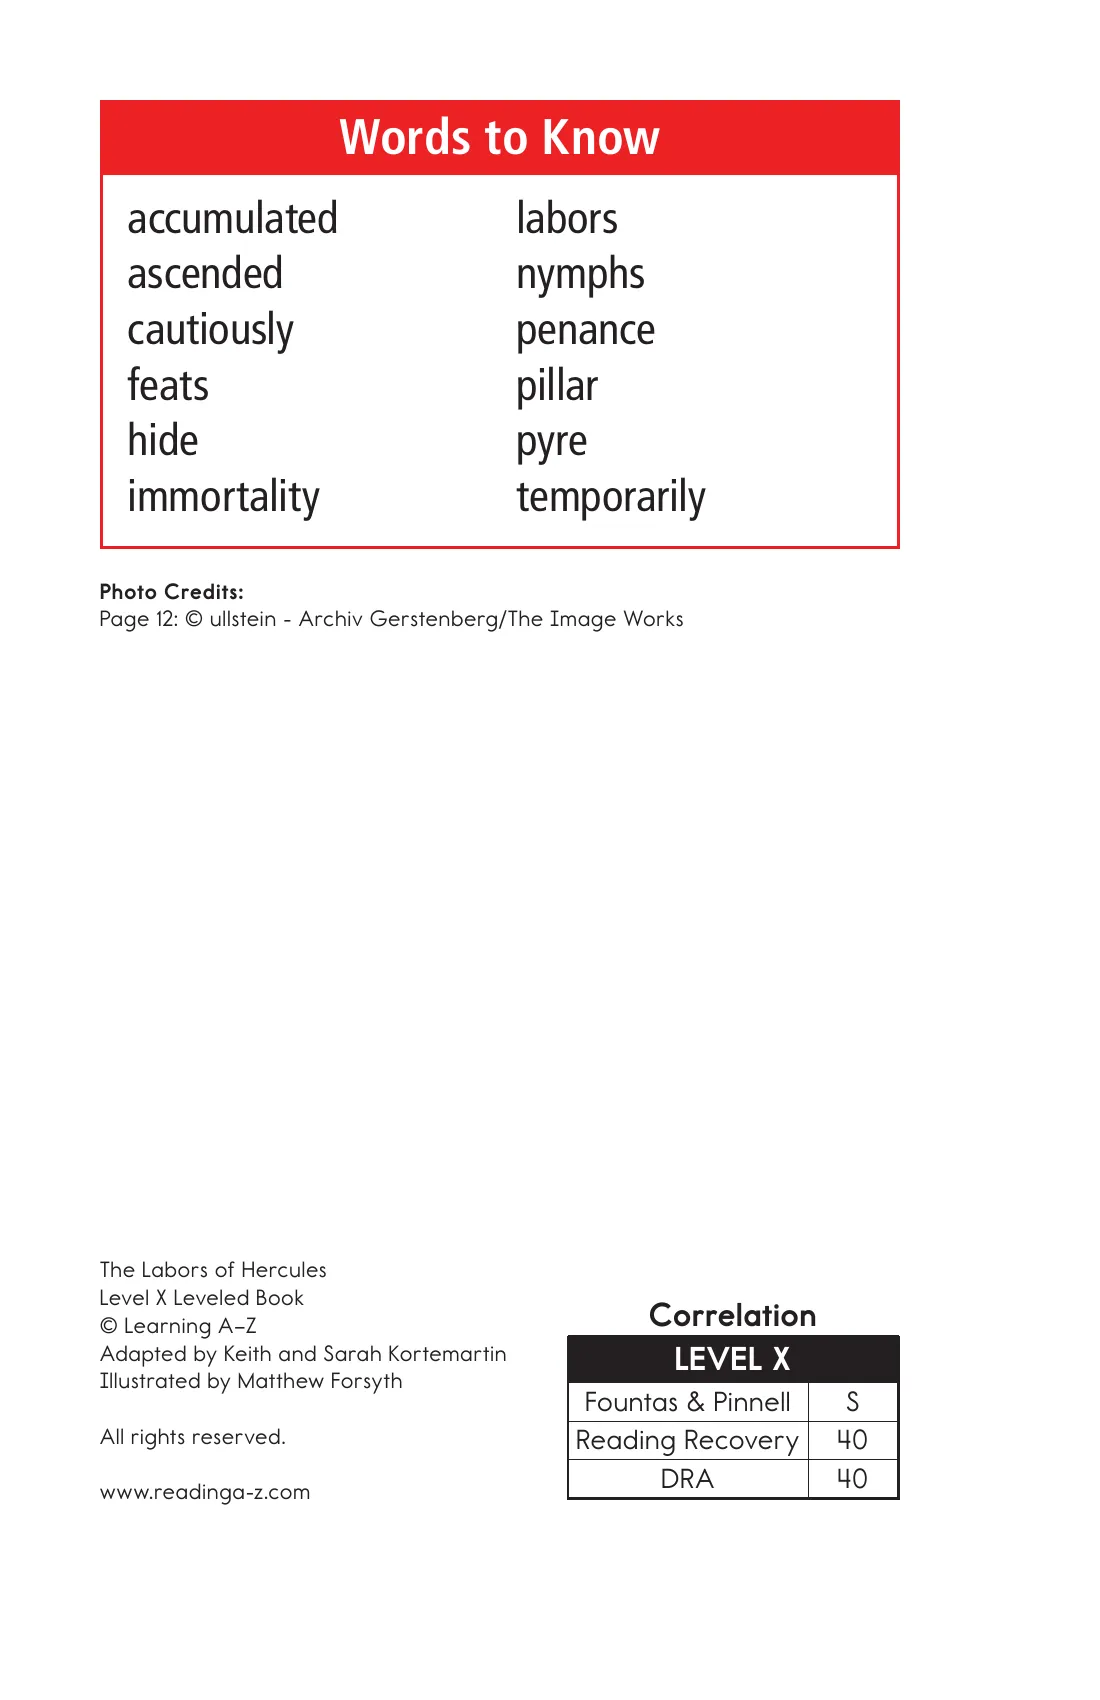 Words to Know
accumulated
ascended
cautiously
feats
hide
immortality
labors
nymphs
penance
pillar
pyre
temporarily
Photo Credits:
Page 12: © ullstein - Archiv Gerstenberg/The Image Works
The Labors of Hercules
Level X Leveled Book
© Learning A–Z
Adapted by Keith and Sarah Kortemartin
Illustrated by Matthew Forsyth
All rights reserved.
www.readinga-z.com
Correlation
LEVEL X
Fountas & Pinnell S
Reading Recovery 40
DRA 40